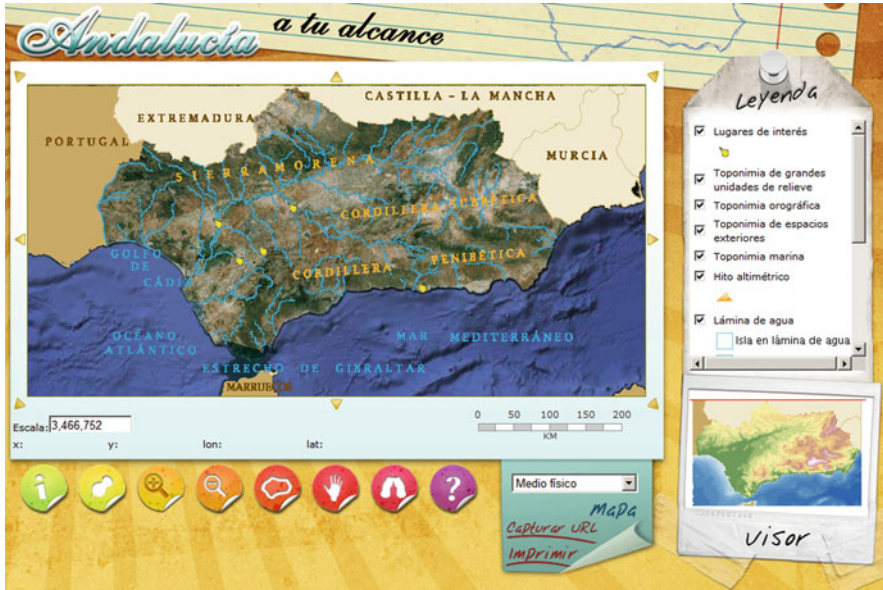 Andalucía a tu alcance
CASTILLA - LA MANCHA
EXTREMADURA
PORTUGAL
MURCIA
SIERRA MORENA
CORDILLERA SUBBÉTICA
GOLFO
DE
CÁDIZ
CORDILLERA PENIBÉTICA
OCÉANO
ATLÁNTICO
MAR MEDITERRÁNEO
ESTRECHO DE GIBRALTAR
MARRUECOS
Escala: 3,466,752
x: y: lon: lat:
0 50 100 150 200
KM
Leyenda
Lugares de interés
Toponimia de grandes
unidades de relieve
Toponimia orográfica
Toponimia de espacios
exteriores
Toponimia marina
Hito altimétrico
Lámina de agua
Isla en lámina de agua
i
?
Medio físico
Mapa
Capturar URL
Imprimir
visor